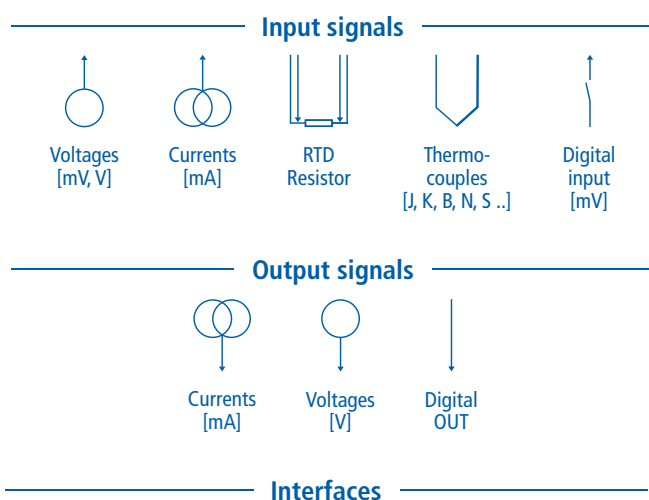 Input signals
Voltages
[mV, V]
Currents
[mA]
RTD
Resistor
Thermo-
couples
[J, K, B, N, S ..]
Digital
input
[mV]
Output signals
Currents
[mA]
Voltages
[V]
Digital
OUT
Interfaces